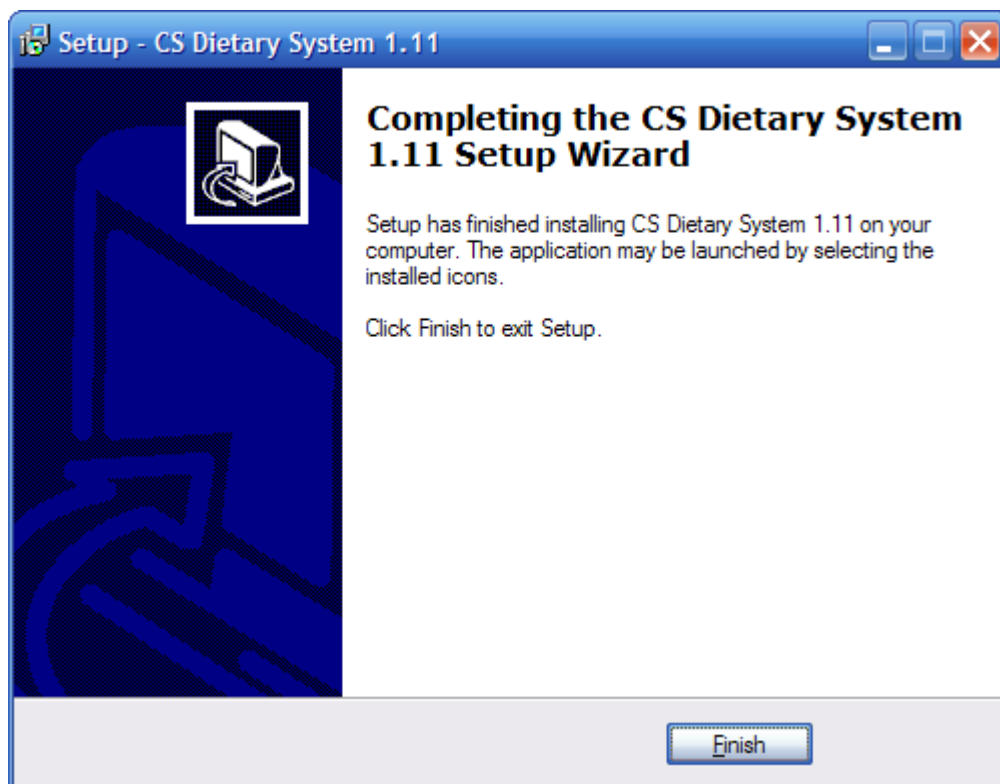 Setup - CS Dietary System 1.11
Completing the CS Dietary System
1.11 Setup Wizard
Setup has finished installing CS Dietary System 1.11 on your
computer. The application may be launched by selecting the
installed icons.
Click Finish to exit Setup.
Finish